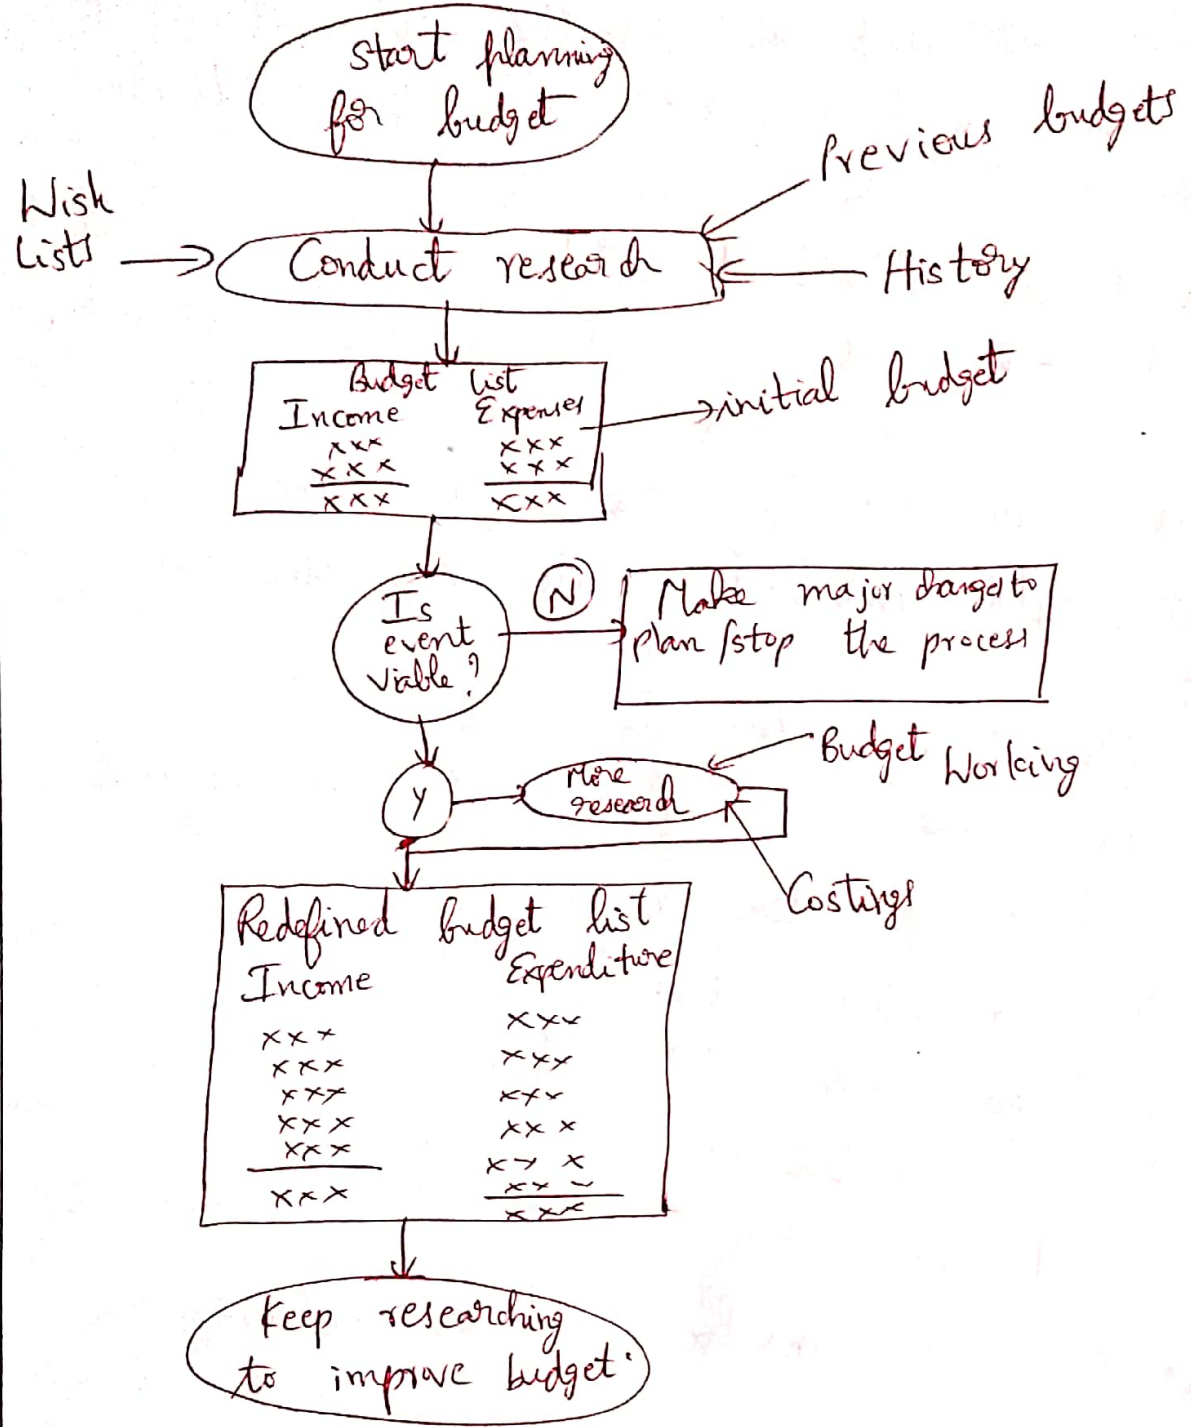 Start planning
for budget
Previous budgets
Wish
Lists
Conduct research
History
Budget list
Income Expenses
xxx xxx
xxx xxx
xxx xxx
initial budget
Is
event
viable?
N
Make major changes to
plan/stop the process
Y
More
research
Budget Working
Costings
Redefined budget list
Income Expenditure
xxx xxx
xxx xxx
xxx xxx
xxx xxx
xxx xx x
xxx xx
xxx
Keep researching
to improve budget.